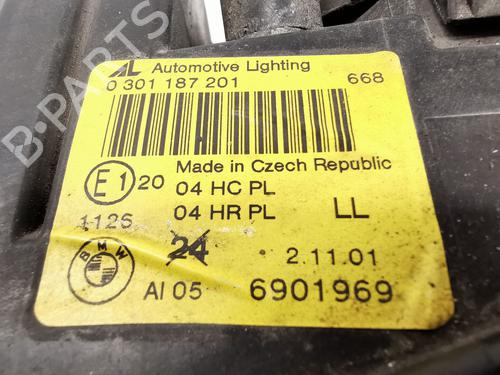 AL Automotive Lighting
0 301 187 201 668
Made in Czech Republic
E1 20 04 HC PL
1126 04 HR PL LL
24 2.11.01
BMW
AI 05 6901969
B-PARTS